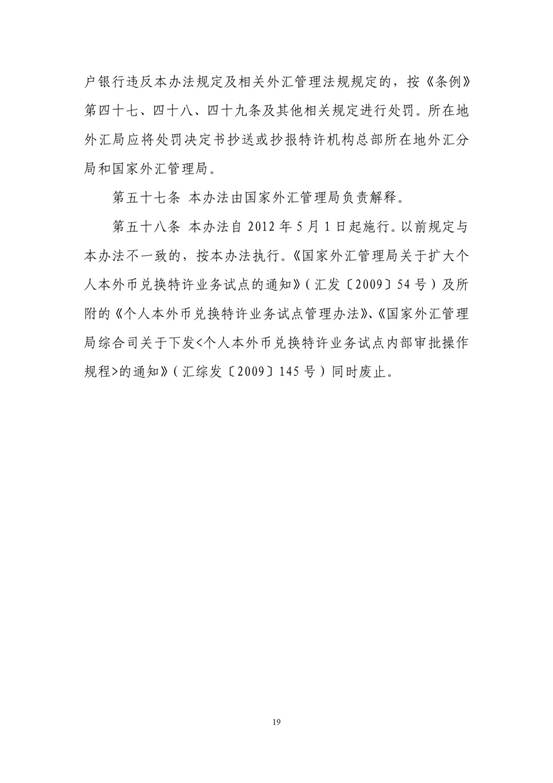 户银行违反本办法规定及相关外汇管理法规规定的，按《条例》
第四十七、四十八、四十九条及其他相关规定进行处罚。所在地
外汇局应将处罚决定书抄送或抄报特许机构总部所在地外汇分
局和国家外汇管理局。
第五十七条 本办法由国家外汇管理局负责解释。
第五十八条 本办法自 2012 年 5 月 1 日起施行。以前规定与
本办法不一致的，按本办法执行。《国家外汇管理局关于扩大个
人本外币兑换特许业务试点的通知》（汇发〔2009〕54 号）及所
附的《个人本外币兑换特许业务试点管理办法》、《国家外汇管理
局综合司关于下发<个人本外币兑换特许业务试点内部审批操作
规程>的通知》（汇综发〔2009〕145 号）同时废止。
19